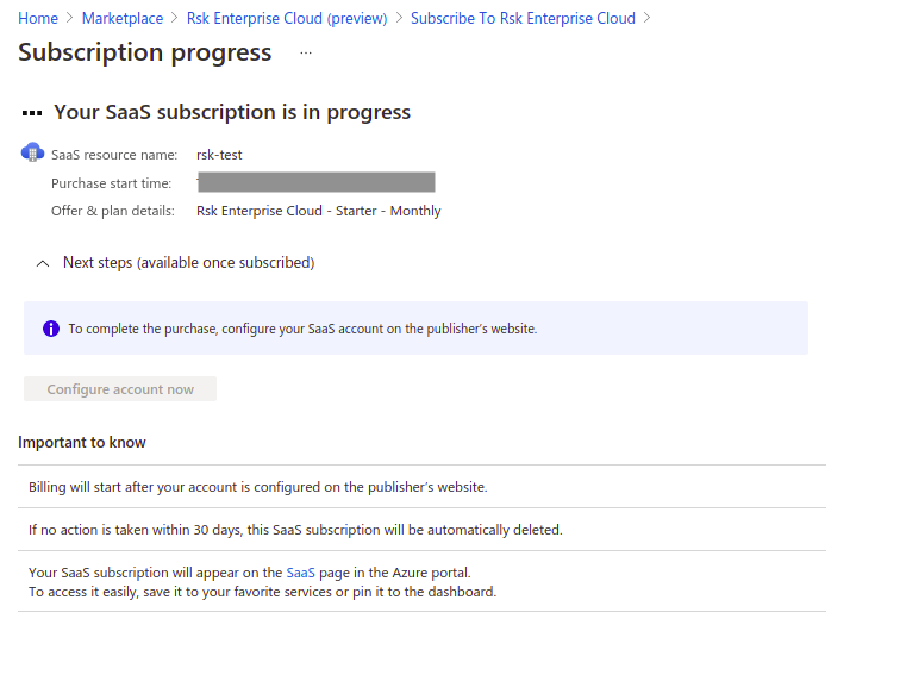 Home > Marketplace > Rsk Enterprise Cloud (preview) > Subscribe To Rsk Enterprise Cloud >
Subscription progress ...
Your SaaS subscription is in progress
SaaS resource name: rsk-test
Purchase start time:
Offer & plan details: Rsk Enterprise Cloud - Starter - Monthly
Next steps (available once subscribed)
To complete the purchase, configure your SaaS account on the publisher's website.
Configure account now
Important to know
Billing will start after your account is configured on the publisher's website.
If no action is taken within 30 days, this SaaS subscription will be automatically deleted.
Your SaaS subscription will appear on the SaaS page in the Azure portal.
To access it easily, save it to your favorite services or pin it to the dashboard.